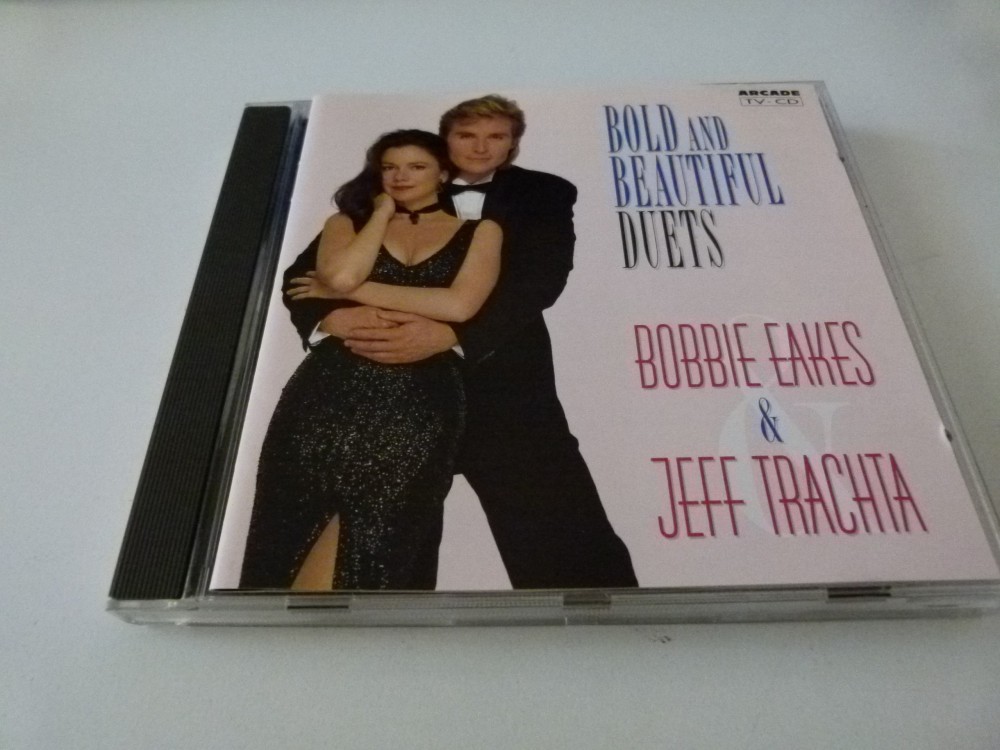 ARCADE
TV-CD
BOLD AND
BEAUTIFUL
DUETS
BOBBIE EAKES
&
JEFF TRACHTA